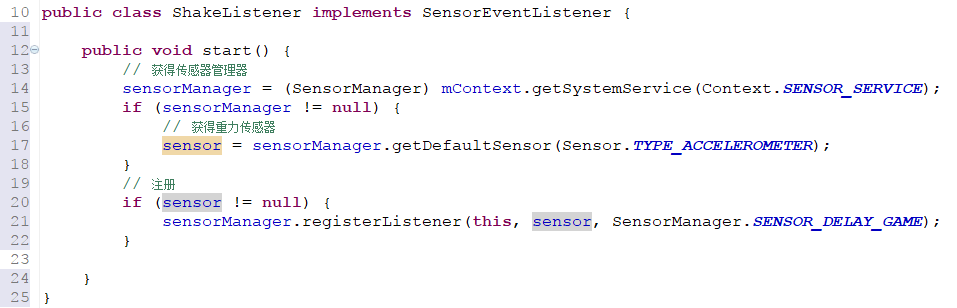 10 public class ShakeListener implements SensorEventListener {
11
12 public void start() {
13 // 获得传感器管理器
14 sensorManager = (SensorManager) mContext.getSystemService(Context.SENSOR_SERVICE);
15 if (sensorManager != null) {
16 // 获得重力传感器
17 sensor = sensorManager.getDefaultSensor(Sensor.TYPE_ACCELEROMETER);
18 }
19 // 注册
20 if (sensor != null) {
21 sensorManager.registerListener(this, sensor, SensorManager.SENSOR_DELAY_GAME);
22 }
23
24 }
25 }